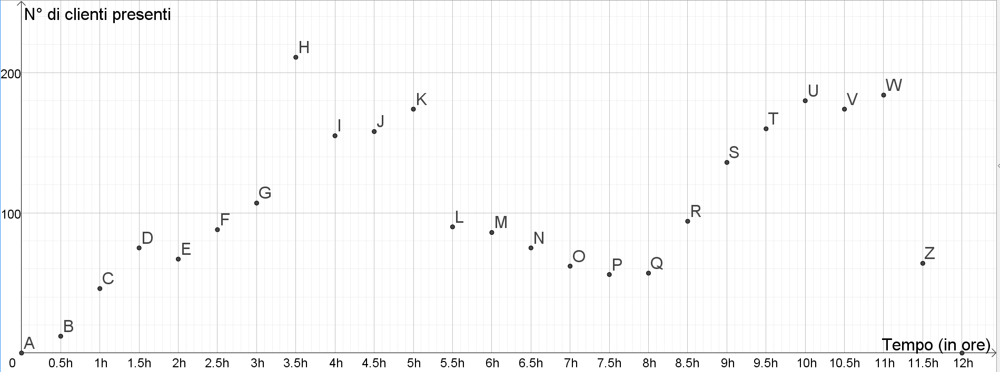 N° di clienti presenti
H
200
W
U
K
V
T
J
I
S
G
R
100
F
L
M
D
N
E
Z
O
Q
P
C
B
A
Tempo (in ore)
0 0.5h 1h 1.5h 2h 2.5h 3h 3.5h 4h 4.5h 5h 5.5h 6h 6.5h 7h 7.5h 8h 8.5h 9h 9.5h 10h 10.5h 11h 11.5h 12h